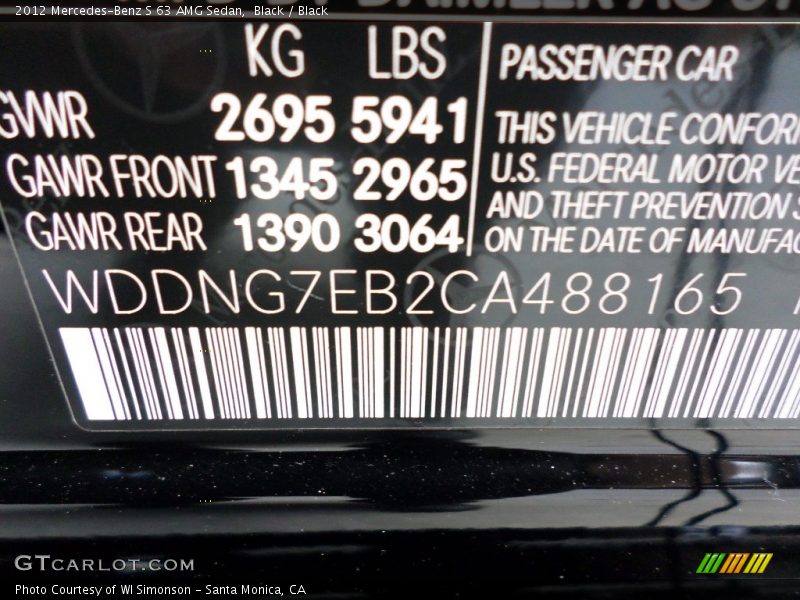 2012 Mercedes-Benz S 63 AMG Sedan, Black / Black
KG LBS
GVWR 2695 5941
GAWR FRONT 1345 2965
GAWR REAR 1390 3064
PASSENGER CAR
THIS VEHICLE CONFOR
U.S. FEDERAL MOTOR VE
AND THEFT PREVENTION S
ON THE DATE OF MANUFAC
WDDNG7EB2CA488165
GTCARLOT.COM
Photo Courtesy of WI Simonson - Santa Monica, CA